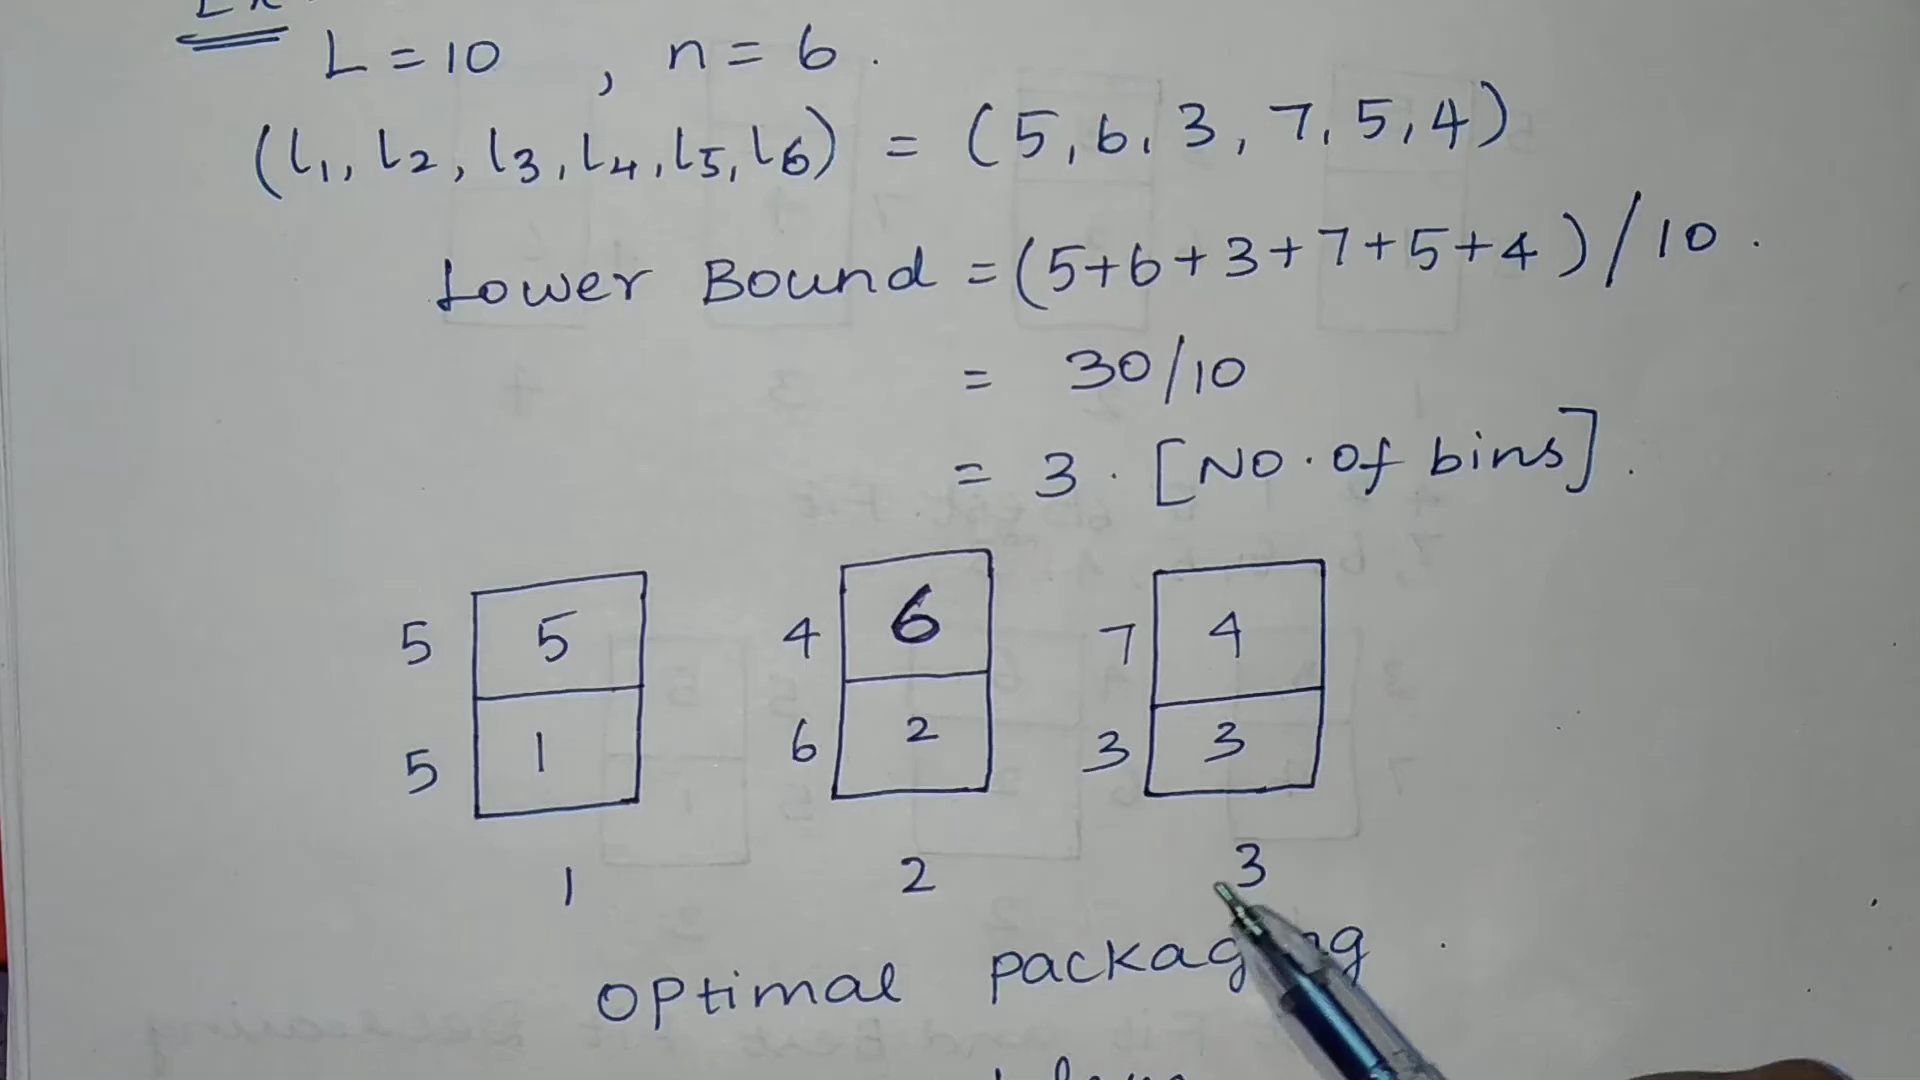 L = 10 , n = 6 .
(l1, l2, l3, l4, l5, l6) = (5, 6, 3, 7, 5, 4)
Lower Bound = (5+6+3+7+5+4)/10 .
= 30/10
= 3 . [No. of bins] .
5 5 4 6 7 4
5 1 6 2 3 3
1 2 3
optimal packaging .